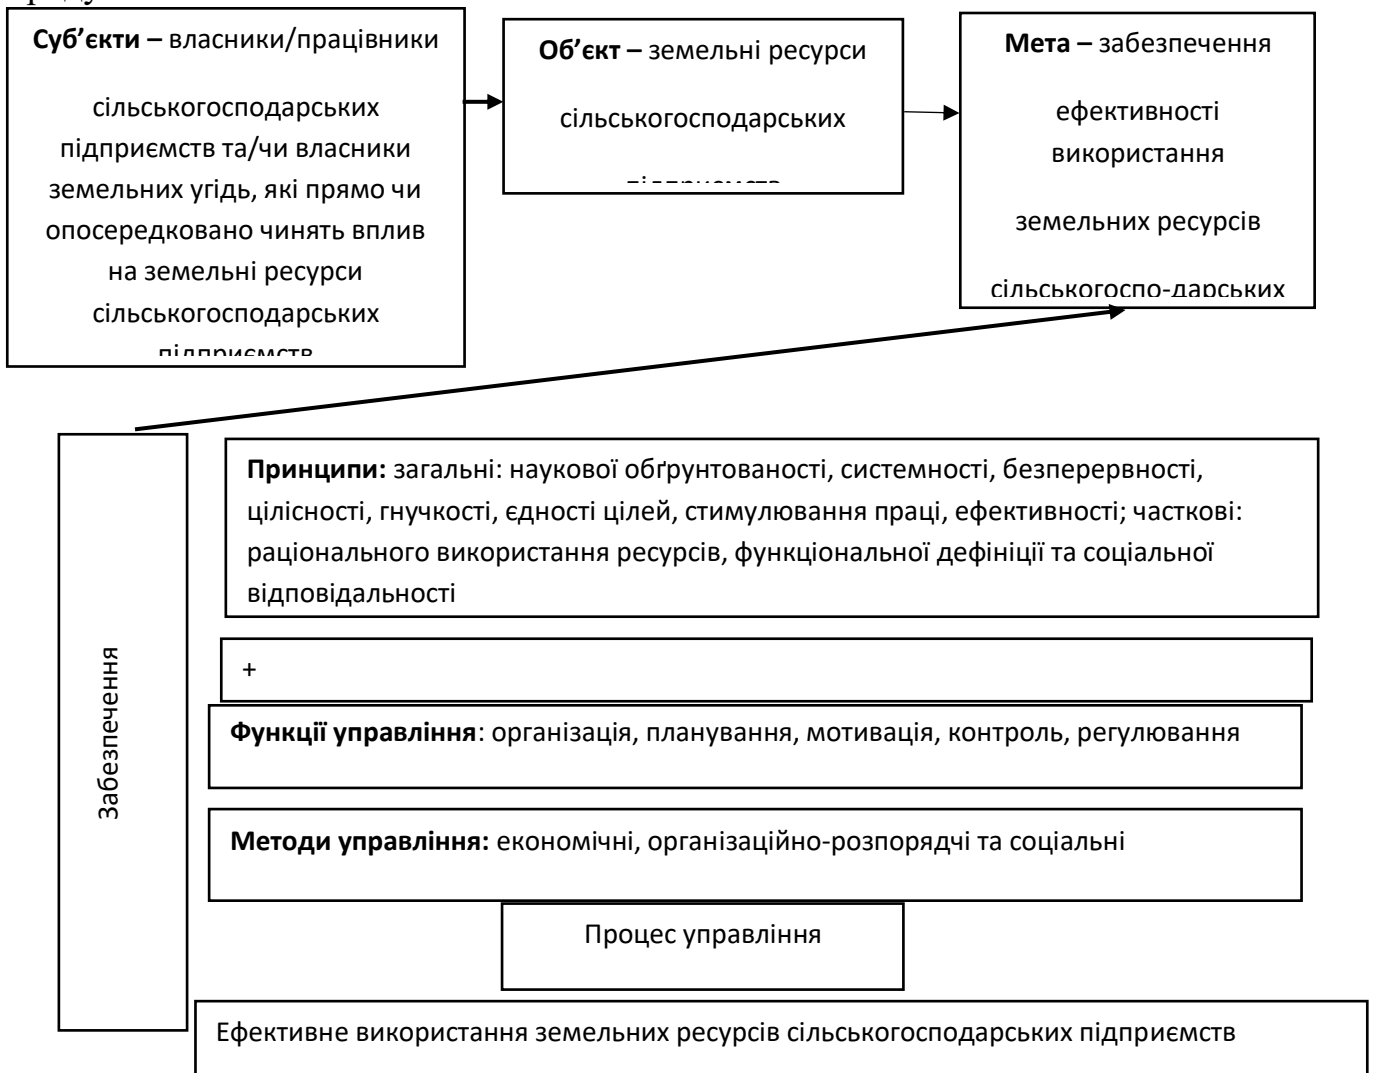 Суб’єкти – власники/працівники
сільськогосподарських
підприємств та/чи власники
земельних угідь, які прямо чи
опосередковано чинять вплив
на земельні ресурси
сільськогосподарських
підприємств
Об’єкт – земельні ресурси
сільськогосподарських
підприємств
Мета – забезпечення
ефективності
використання
земельних ресурсів
сільськогоспо-дарських
Забезпечення
Принципи: загальні: наукової обґрунтованості, системності, безперервності,
цілісності, гнучкості, єдності цілей, стимулювання праці, ефективності; часткові:
раціонального використання ресурсів, функціональної дефініції та соціальної
відповідальності
+
Функції управління: організація, планування, мотивація, контроль, регулювання
Методи управління: економічні, організаційно-розпорядчі та соціальні
Процес управління
Ефективне використання земельних ресурсів сільськогосподарських підприємств